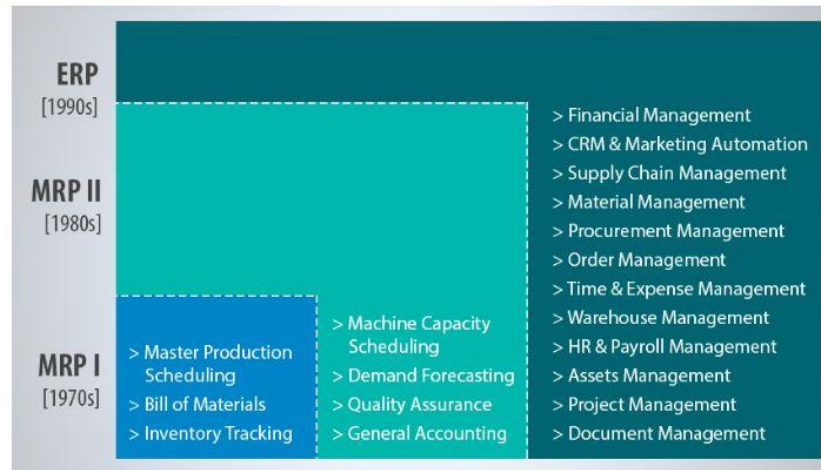 ERP
[1990s]
MRP II
[1980s]
MRP I
[1970s]
> Master Production
Scheduling
> Bill of Materials
> Inventory Tracking
> Machine Capacity
Scheduling
> Demand Forecasting
> Quality Assurance
> General Accounting
> Financial Management
> CRM & Marketing Automation
> Supply Chain Management
> Material Management
> Procurement Management
> Order Management
> Time & Expense Management
> Warehouse Management
> HR & Payroll Management
> Assets Management
> Project Management
> Document Management